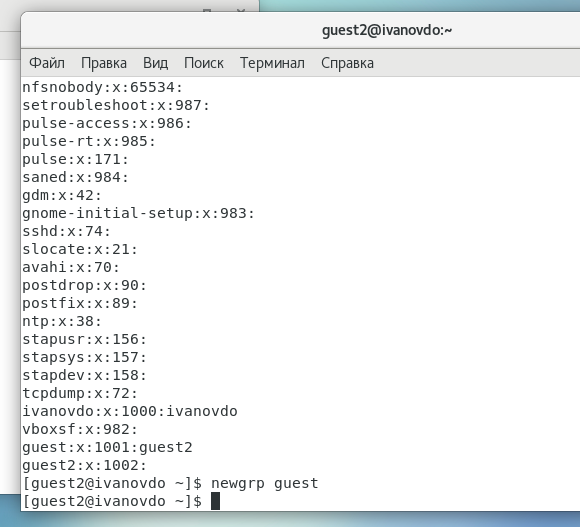 guest2@ivanovdo:~
Файл Правка Вид Поиск Терминал Справка
nfsnobody:x:65534:
setroubleshoot:x:987:
pulse-access:x:986:
pulse-rt:x:985:
pulse:x:171:
saned:x:984:
gdm:x:42:
gnome-initial-setup:x:983:
sshd:x:74:
slocate:x:21:
avahi:x:70:
postdrop:x:90:
postfix:x:89:
ntp:x:38:
stapusr:x:156:
stapsys:x:157:
stapdev:x:158:
tcpdump:x:72:
ivanovdo:x:1000:ivanovdo
vboxsf:x:982:
guest:x:1001:guest2
guest2:x:1002:
[guest2@ivanovdo ~]$ newgrp guest
[guest2@ivanovdo ~]$